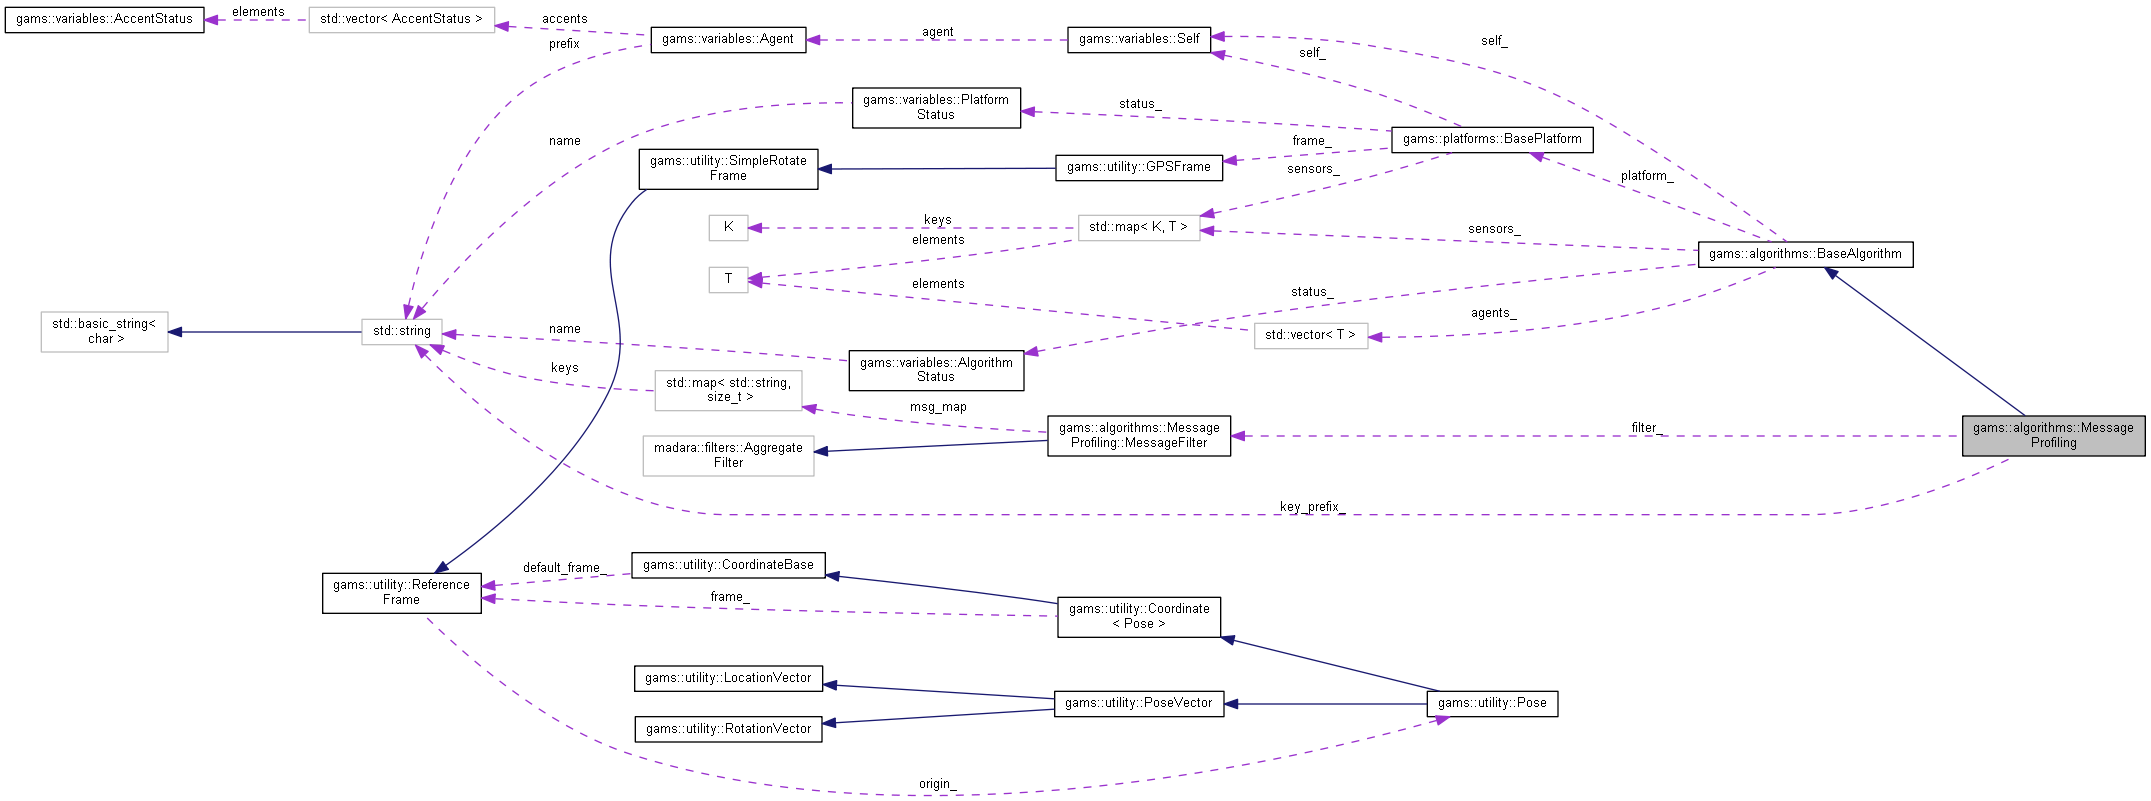 gams::variables::AccentStatus
elements
std::vector< AccentStatus >
accents
prefix
gams::variables::Agent
agent
gams::variables::Self
self_
self_
gams::variables::Platform
Status
status_
name
gams::platforms::BasePlatform
gams::utility::SimpleRotate
Frame
gams::utility::GPSFrame
frame_
sensors_
platform_
K
keys
std::map< K, T >
elements
sensors_
gams::algorithms::BaseAlgorithm
T
elements
status_
agents_
std::basic_string<
char >
std::string
name
std::vector< T >
gams::variables::Algorithm
Status
keys
std::map< std::string,
size_t >
msg_map
gams::algorithms::Message
Profiling::MessageFilter
filter_
gams::algorithms::Message
Profiling
madara::filters::Aggregate
Filter
key_prefix_
gams::utility::Reference
Frame
default_frame_
gams::utility::CoordinateBase
frame_
gams::utility::Coordinate
< Pose >
gams::utility::LocationVector
gams::utility::PoseVector
gams::utility::Pose
gams::utility::RotationVector
origin_